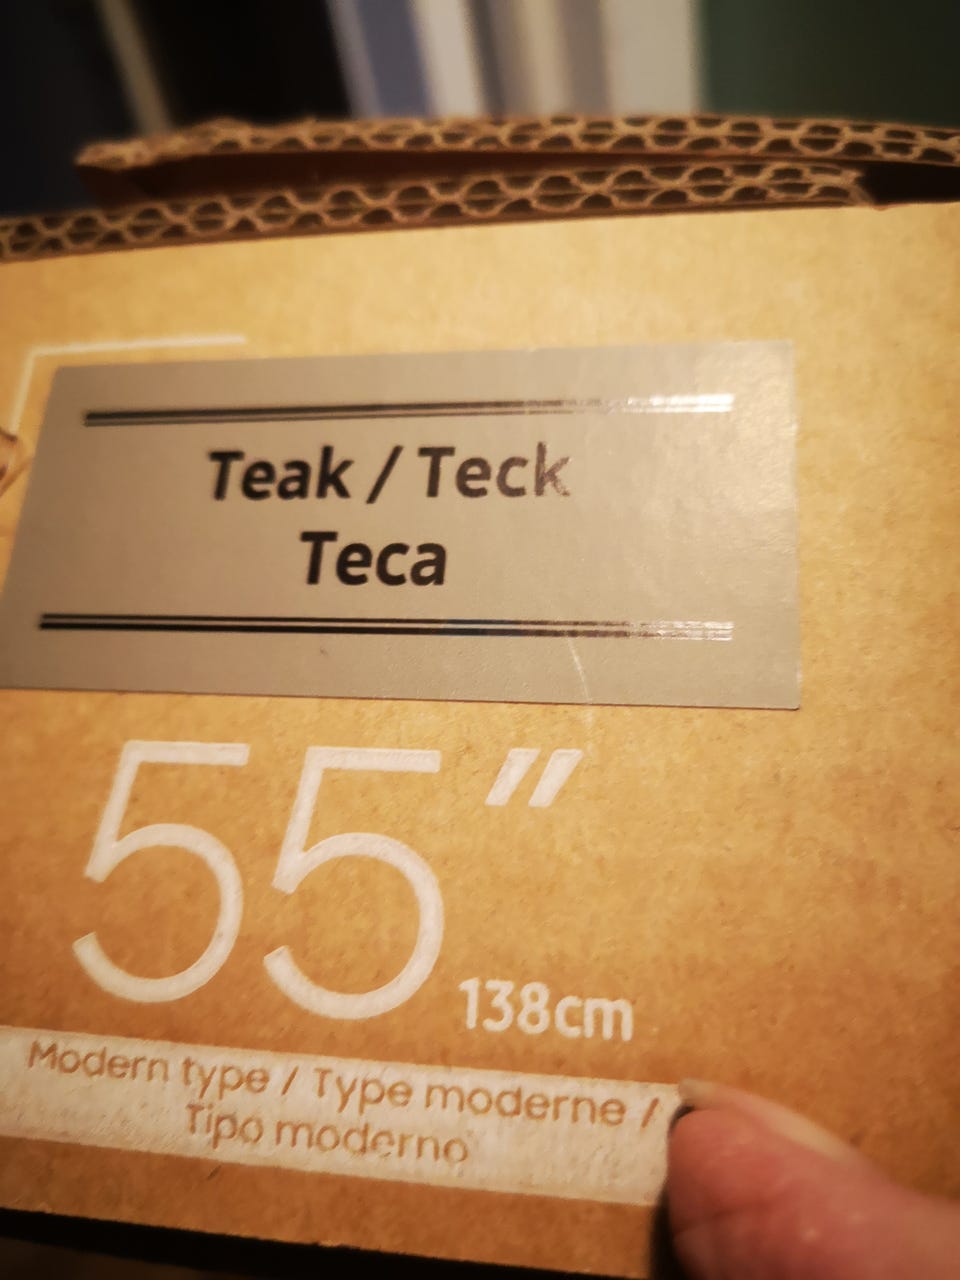 Teak / Teck
Teca
55"
138cm
Modern type / Type moderne /
Tipo moderno